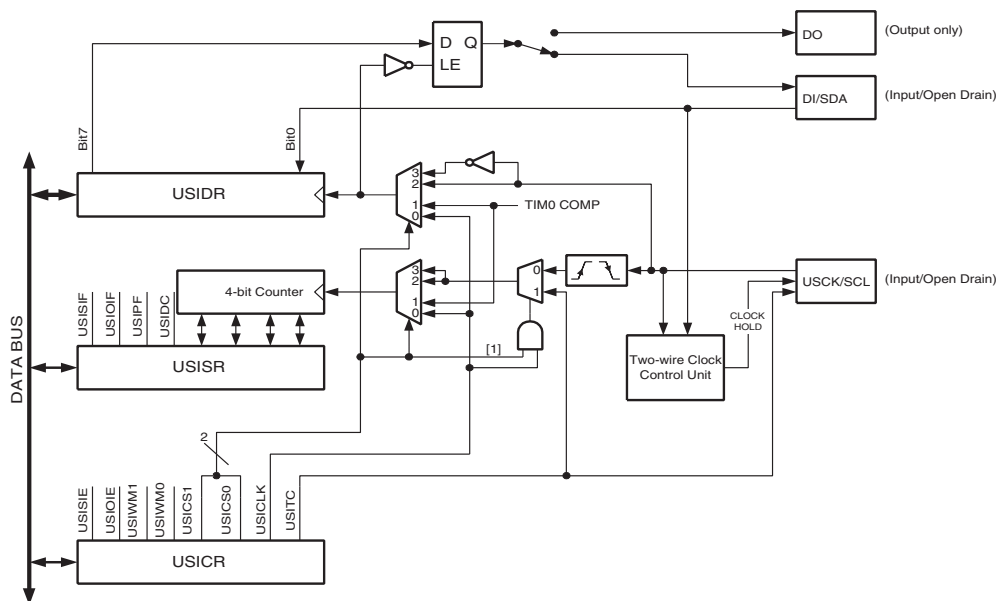 D Q
LE
DO
(Output only)
DI/SDA
(Input/Open Drain)
Bit7
Bit0
USIDR
3
2
1
0
TIM0 COMP
4-bit Counter
3
2
1
0
0
1
USCK/SCL
(Input/Open Drain)
CLOCK
HOLD
USISIF
USIOIF
USIPF
USIDC
[1]
USISR
Two-wire Clock
Control Unit
DATA BUS
2
USISIE
USIOIE
USIWM1
USIWM0
USICS1
USICS0
USICLK
USITC
USICR